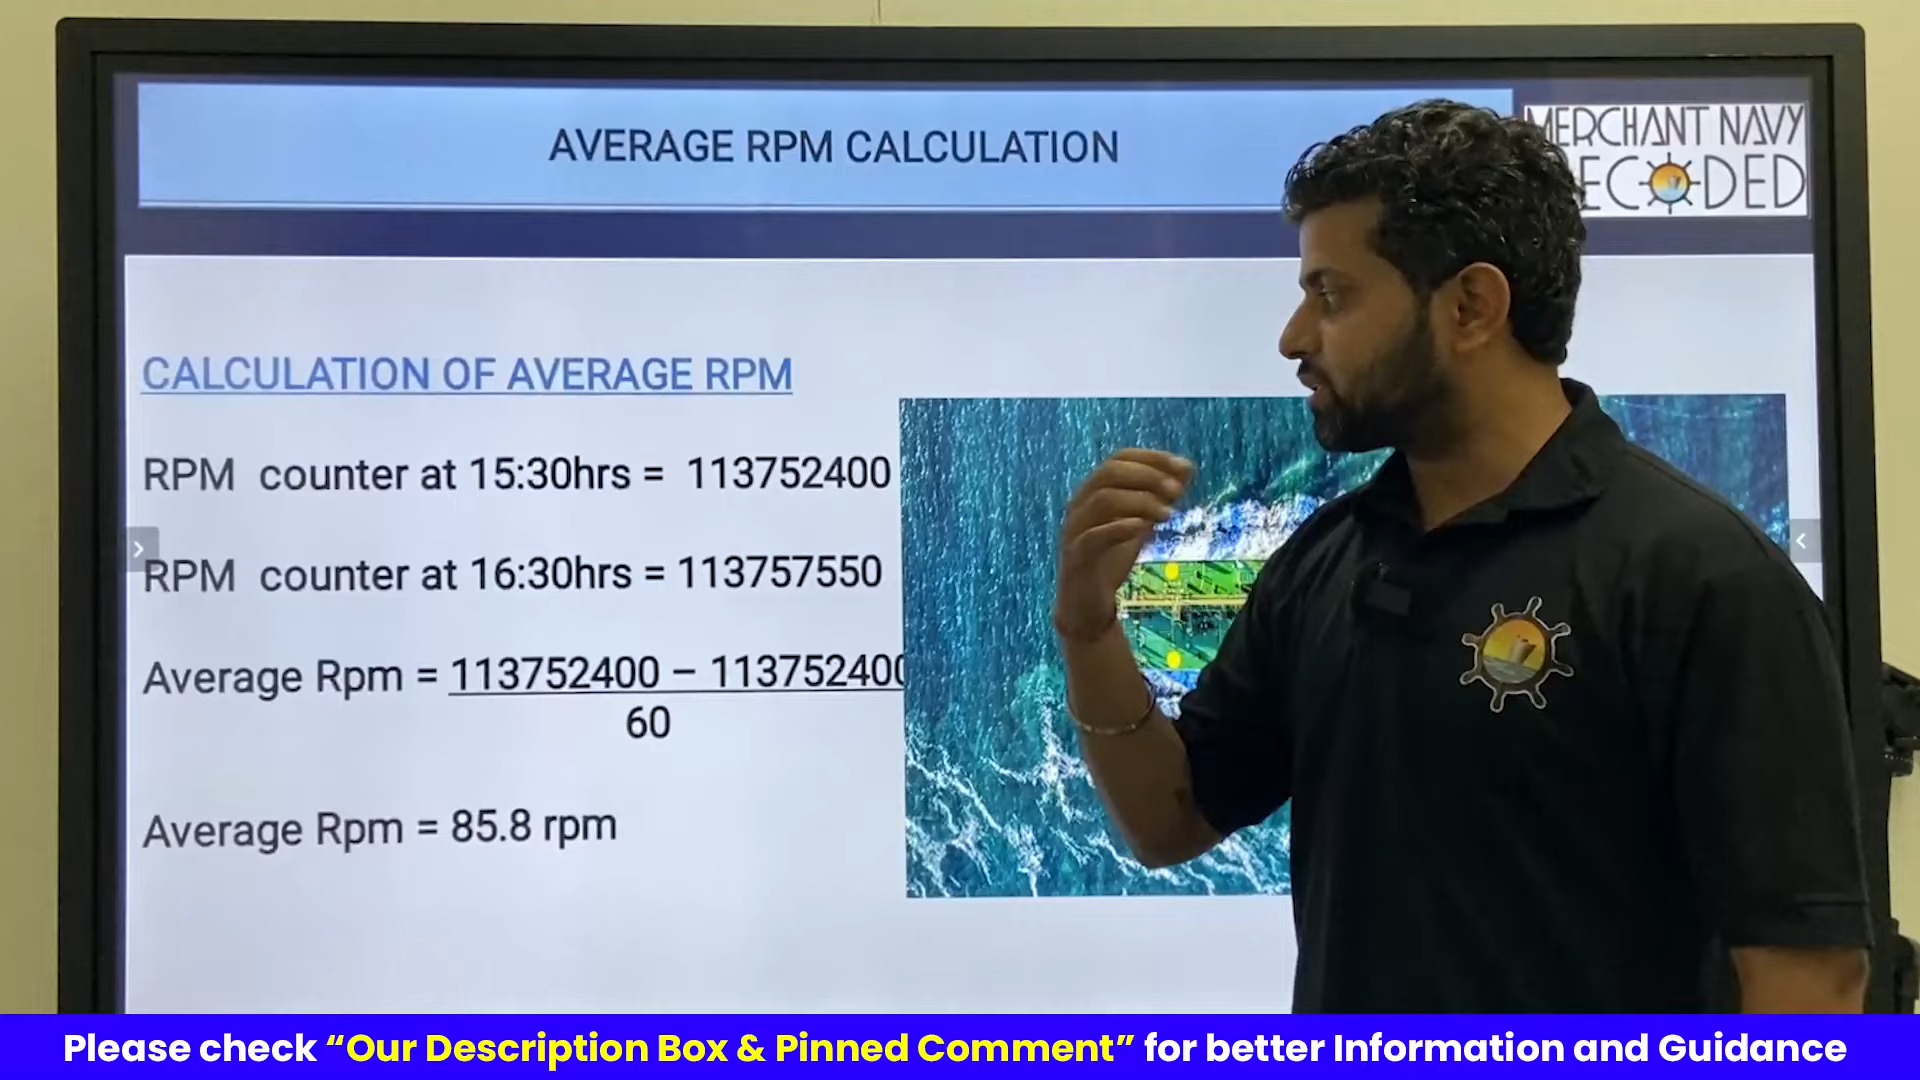 AVERAGE RPM CALCULATION
MERCHANT NAVY
DECODED
CALCULATION OF AVERAGE RPM
RPM counter at 15:30hrs = 113752400
RPM counter at 16:30hrs = 113757550
Average Rpm = 113752400 – 113752400
60
Average Rpm = 85.8 rpm
Please check “Our Description Box & Pinned Comment” for better Information and Guidance